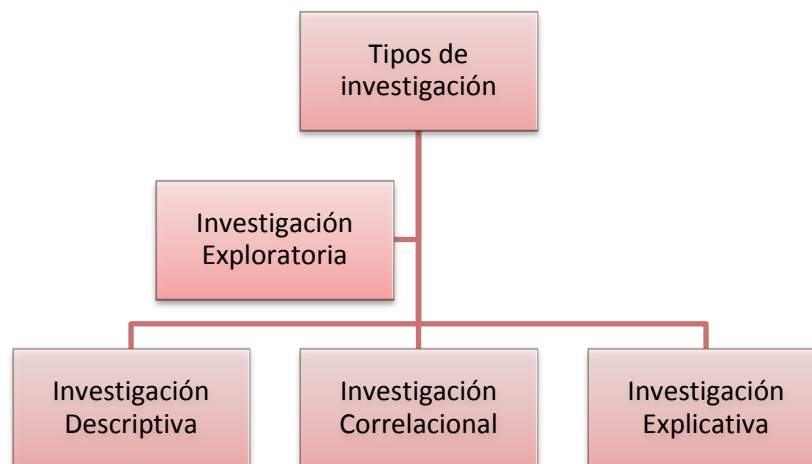 Tipos de
investigación
Investigación
Exploratoria
Investigación
Descriptiva
Investigación
Correlacional
Investigación
Explicativa